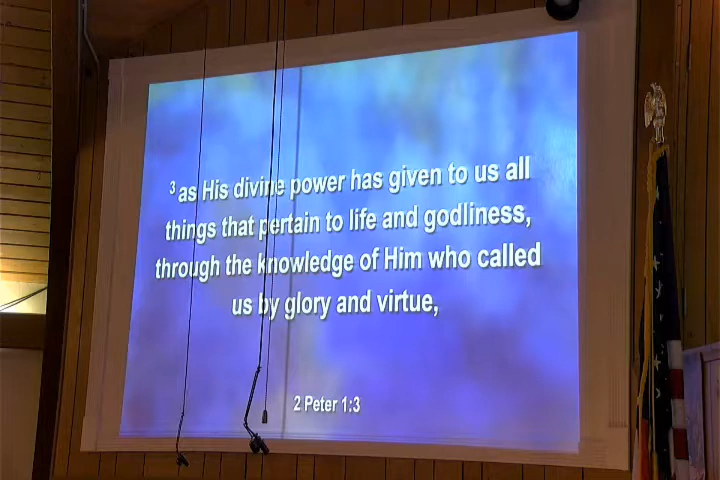 3 as His divine power has given to us all
things that pertain to life and godliness,
through the knowledge of Him who called
us by glory and virtue,
2 Peter 1:3